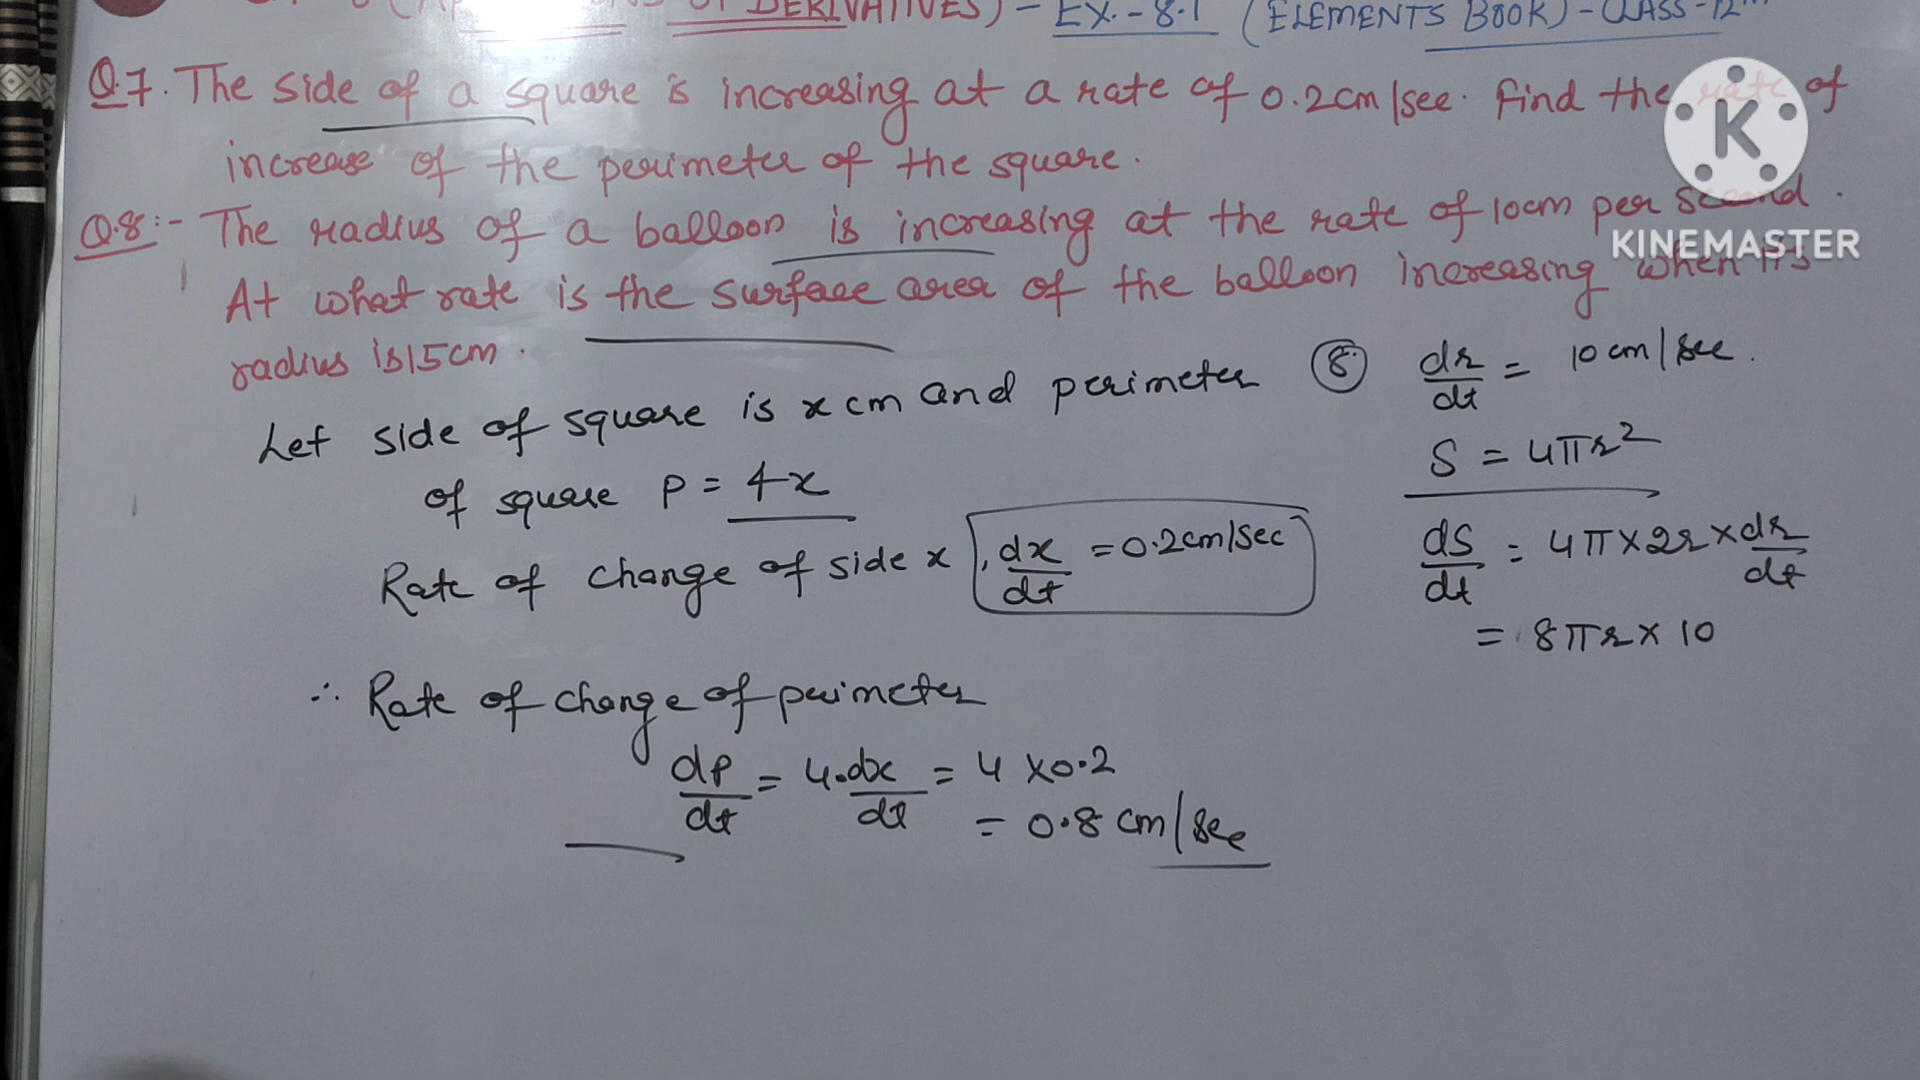 DERIVATIVES) - EX.-8.1 (ELEMENTS BOOK) - CLASS-12th
Q.7. The side of a square is increasing at a rate of 0.2cm/sec. Find the rate of
increase of the perimeter of the square.
Q.8:- The radius of a balloon is increasing at the rate of 10cm per second.
At what rate is the surface area of the balloon increasing when its
radius is 15cm.
Let side of square is x cm and perimeter
of square P = 4x
Rate of change of side x, dx/dt = 0.2cm/sec
∴ Rate of change of perimeter
dP/dt = 4.dx/dt = 4 x0.2
= 0.8 cm/sec
8. dr/dt = 10cm/sec.
S = 4πr²
dS/dt = 4π×2r×dr/dt
= 8πr×10
K
KINEMASTER